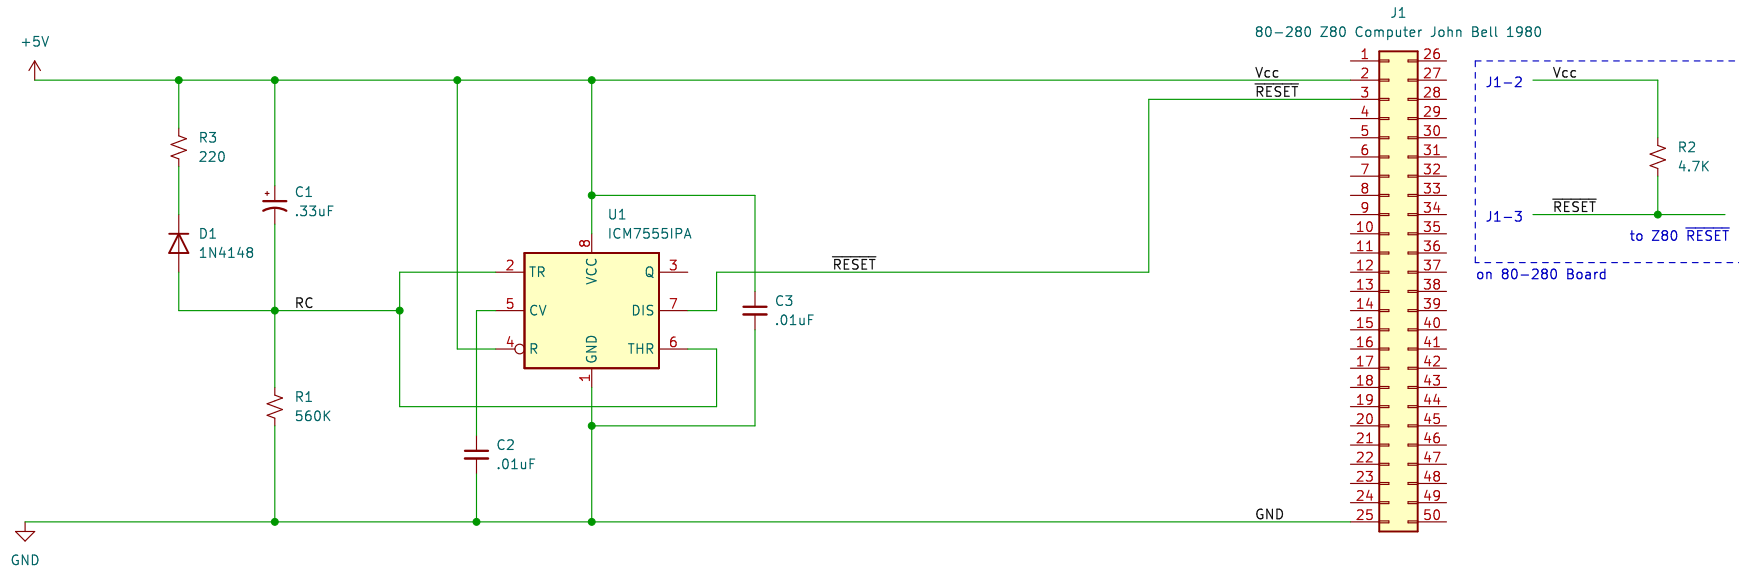 J1
80-280 Z80 Computer John Bell 1980
+5V
1 26
Vcc 2 27
RESET 3 28
4 29
5 30
6 31
7 32
8 33
9 34
10 35
11 36
12 37
13 38
14 39
15 40
16 41
17 42
18 43
19 44
20 45
21 46
22 47
23 48
24 49
GND 25 50
J1-2 Vcc
R2
4.7K
J1-3 RESET
to Z80 RESET
on 80-280 Board
R3
220
C1
.33uF
D1
1N4148
RC
R1
560K
U1
ICM7555IPA
8
VCC
2 TR
Q 3
5 CV
DIS 7
4 R
THR 6
GND
1
RESET
C3
.01uF
C2
.01uF
GND